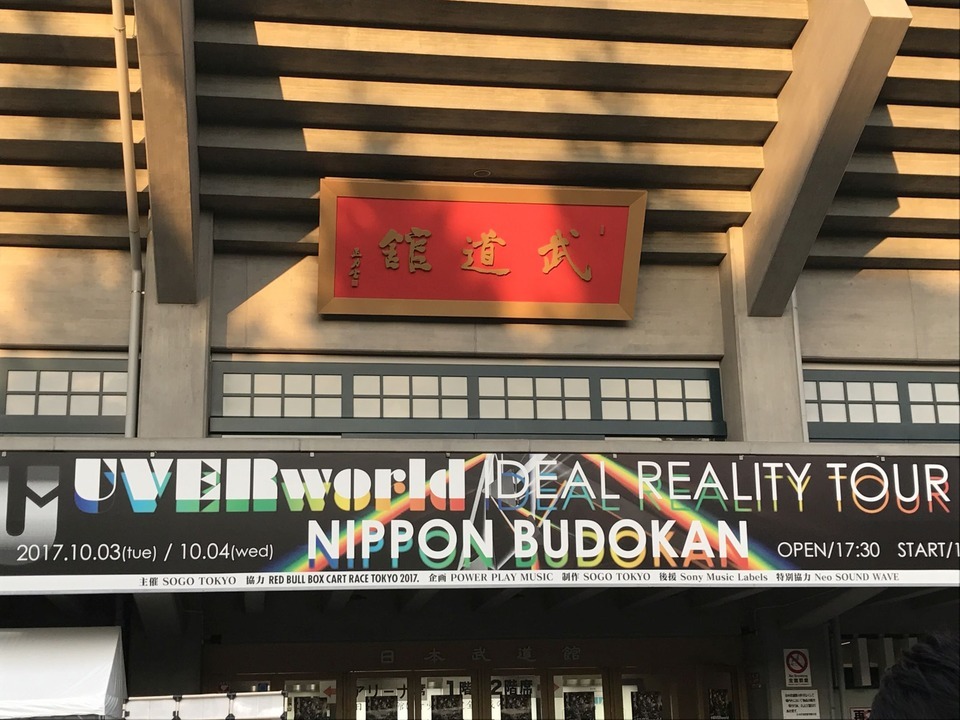 武道館
UVERworld IDEAL REALITY TOUR
NIPPON BUDOKAN
2017.10.03(tue) / 10.04(wed)
OPEN/17:30 START/1
主催 SOGO TOKYO 協力 RED BULL BOX CART RACE TOKYO 2017. 企画 POWER PLAY MUSIC 制作 SOGO TOKYO 後援 Sony Music Labels 特別協力 Neo SOUND WAVE
日本武道館
アリーナ席 1階 2階席